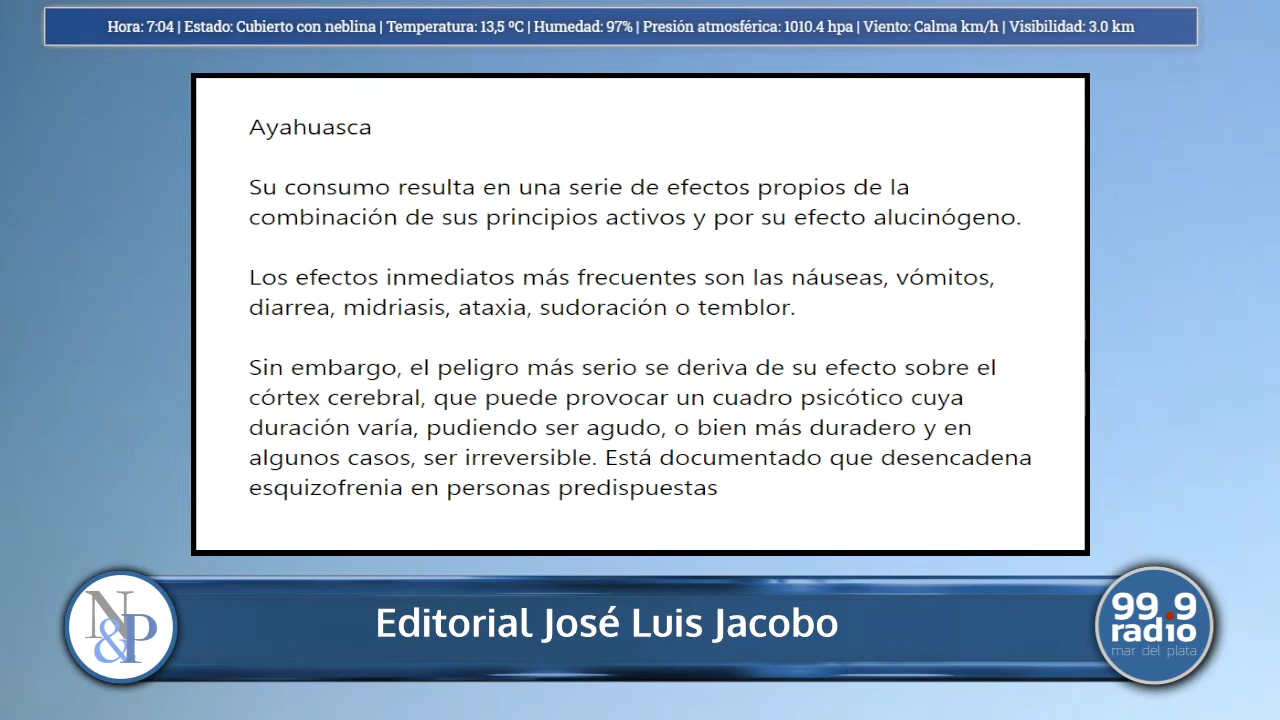 Hora: 7:04 | Estado: Cubierto con neblina | Temperatura: 13,5 ºC | Humedad: 97% | Presión atmosférica: 1010.4 hpa | Viento: Calma km/h | Visibilidad: 3.0 km
Ayahuasca
Su consumo resulta en una serie de efectos propios de la
combinación de sus principios activos y por su efecto alucinógeno.
Los efectos inmediatos más frecuentes son las náuseas, vómitos,
diarrea, midriasis, ataxia, sudoración o temblor.
Sin embargo, el peligro más serio se deriva de su efecto sobre el
córtex cerebral, que puede provocar un cuadro psicótico cuya
duración varía, pudiendo ser agudo, o bien más duradero y en
algunos casos, ser irreversible. Está documentado que desencadena
esquizofrenia en personas predispuestas
N&P
Editorial José Luis Jacobo
99.9
radio
mar del plata